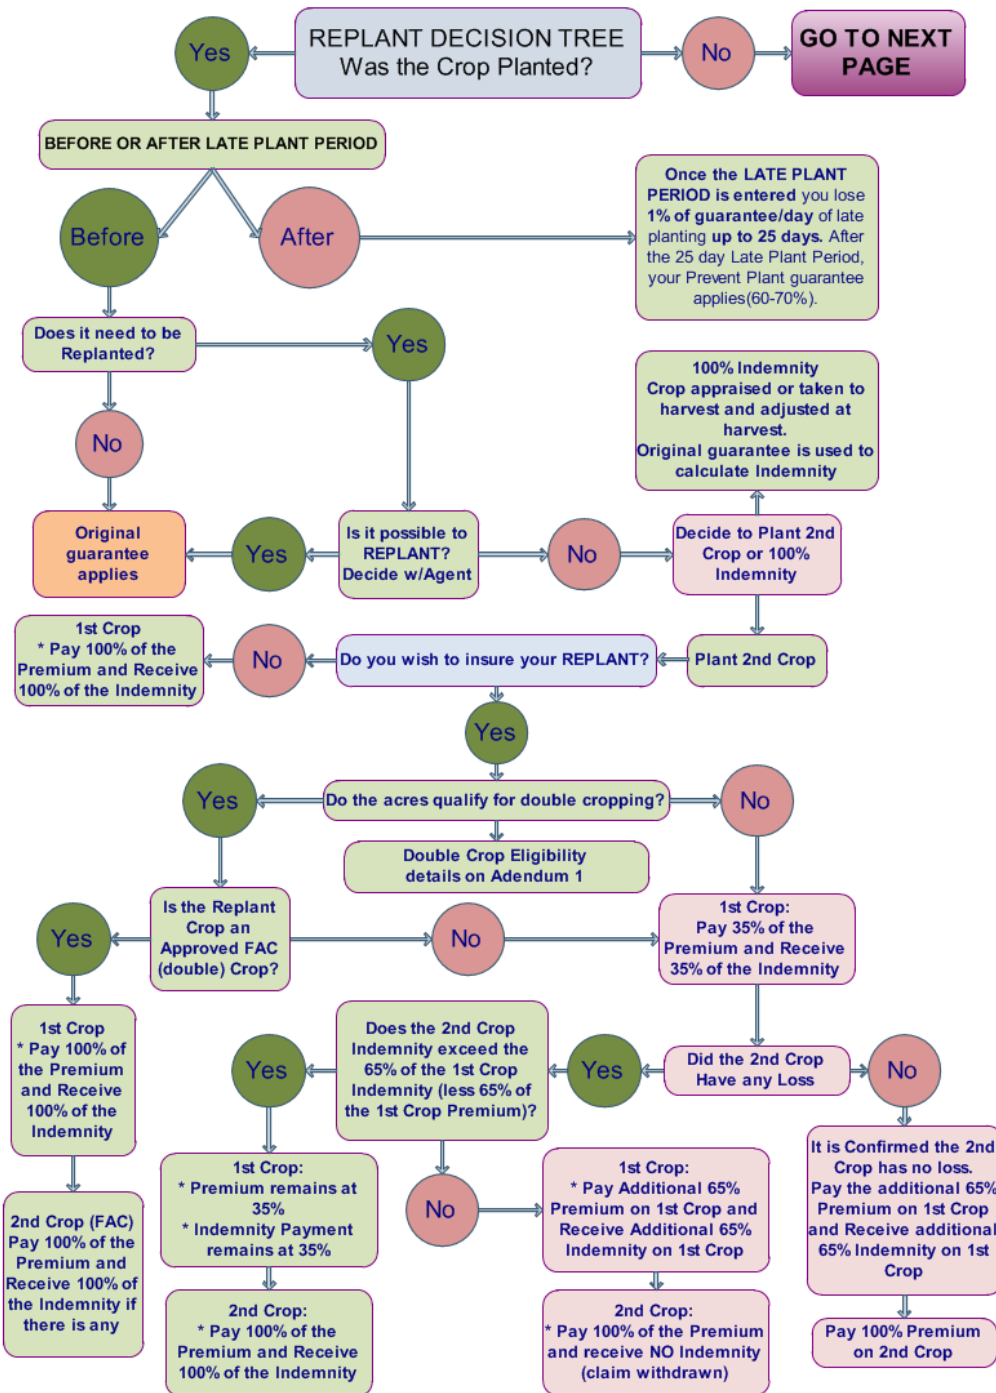 REPLANT DECISION TREE
Was the Crop Planted?
Yes
No
GO TO NEXT
PAGE
BEFORE OR AFTER LATE PLANT PERIOD
Before
After
Once the LATE PLANT
PERIOD is entered you lose
1% of guarantee/day of late
planting up to 25 days. After
the 25 day Late Plant Period,
your Prevent Plant guarantee
applies(60-70%).
Does it need to be
Replanted?
Yes
No
100% Indemnity
Crop appraised or taken to
harvest and adjusted at
harvest.
Original guarantee is used to
calculate Indemnity
Original
guarantee
applies
Yes
Is it possible to
REPLANT?
Decide w/Agent
No
Decide to Plant 2nd
Crop or 100%
Indemnity
1st Crop
* Pay 100% of the
Premium and Receive
100% of the Indemnity
No
Do you wish to insure your REPLANT?
Plant 2nd Crop
Yes
Yes
Do the acres qualify for double cropping?
No
Double Crop Eligibility
details on Adendum 1
Yes
Is the Replant
Crop an
Approved FAC
(double) Crop?
No
1st Crop:
Pay 35% of the
Premium and Receive
35% of the Indemnity
1st Crop
* Pay 100% of
the Premium
and Receive
100% of the
Indemnity
Yes
Does the 2nd Crop
Indemnity exceed the
65% of the 1st Crop
Indemnity (less 65% of
the 1st Crop Premium)?
Yes
Did the 2nd Crop
Have any Loss
No
2nd Crop (FAC)
Pay 100% of the
Premium and
Receive 100% of
the Indemnity if
there is any
1st Crop:
* Premium remains at
35%
* Indemnity Payment
remains at 35%
No
1st Crop:
* Pay Additional 65%
Premium on 1st Crop and
Receive Additional 65%
Indemnity on 1st Crop
It is Confirmed the 2nd
Crop has no loss.
Pay the additional 65%
Premium on 1st Crop
and Receive additional
65% Indemnity on 1st
Crop
2nd Crop:
* Pay 100% of the
Premium and Receive
100% of the Indemnity
2nd Crop:
* Pay 100% of the Premium
and receive NO Indemnity
(claim withdrawn)
Pay 100% Premium
on 2nd Crop